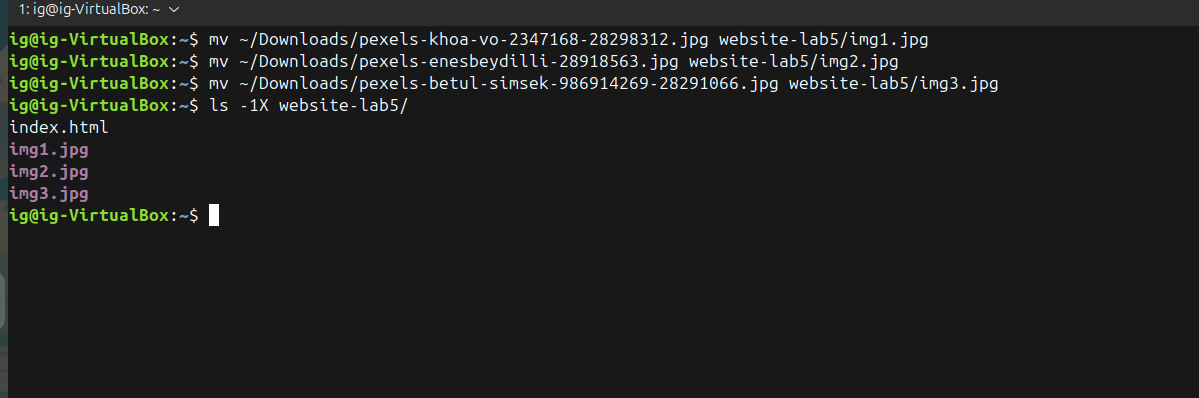 1: ig@ig-VirtualBox: ~
ig@ig-VirtualBox:~$ mv ~/Downloads/pexels-khoa-vo-2347168-28298312.jpg website-lab5/img1.jpg
ig@ig-VirtualBox:~$ mv ~/Downloads/pexels-enesbeydilli-28918563.jpg website-lab5/img2.jpg
ig@ig-VirtualBox:~$ mv ~/Downloads/pexels-betul-simsek-986914269-28291066.jpg website-lab5/img3.jpg
ig@ig-VirtualBox:~$ ls -1X website-lab5/
index.html
img1.jpg
img2.jpg
img3.jpg
ig@ig-VirtualBox:~$